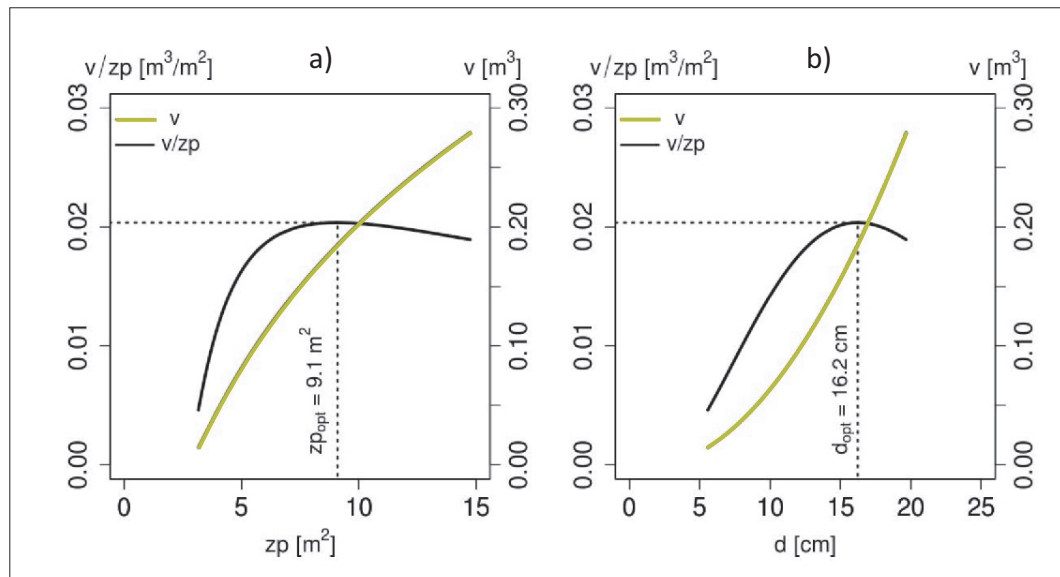 a)
v/zp [m³/m²] v [m³]
v
v/zp
0.00 0.01 0.02 0.03
0.00 0.10 0.20 0.30
zp_opt = 9.1 m²
0 5 10 15
zp [m²]
b)
v/zp [m³/m²] v [m³]
v
v/zp
0.00 0.01 0.02 0.03
0.00 0.10 0.20 0.30
d_opt = 16.2 cm
0 5 10 15 20 25
d [cm]